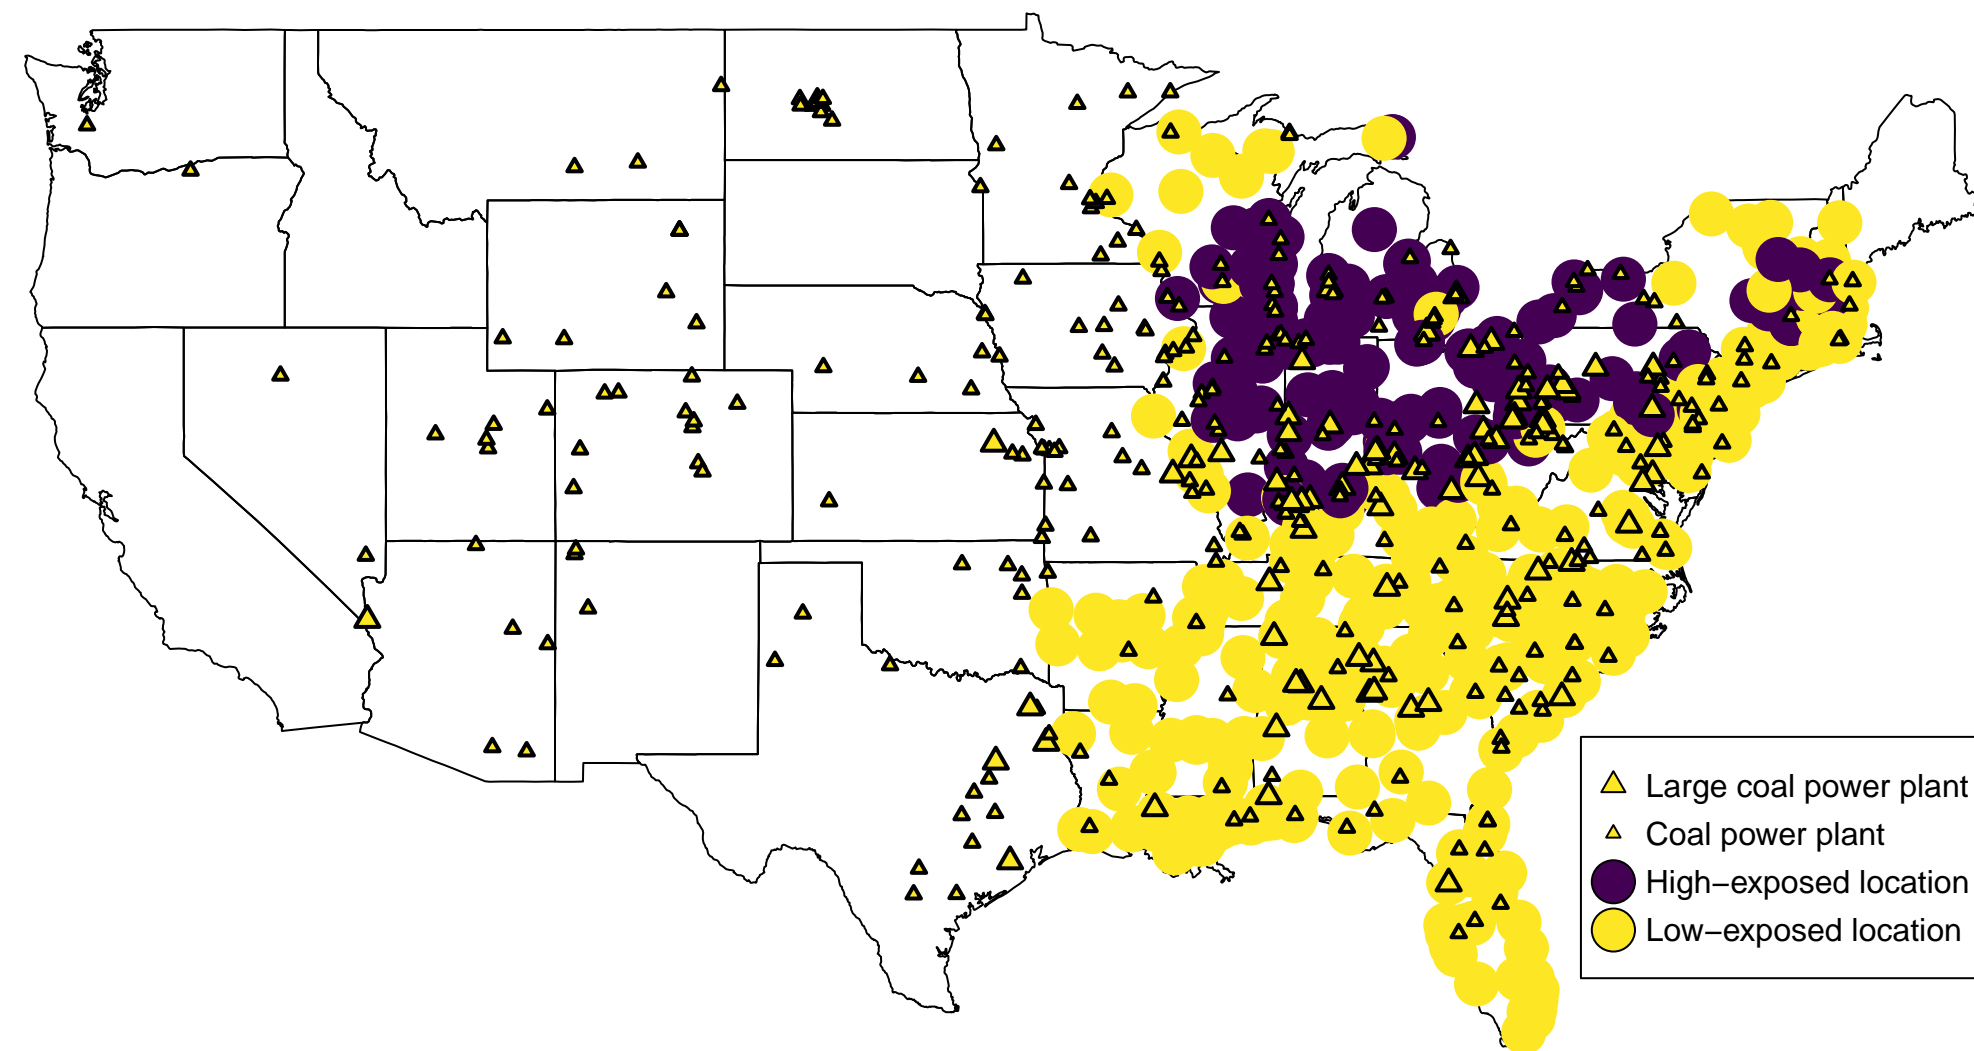 Large coal power plant
Coal power plant
High−exposed location
Low−exposed location